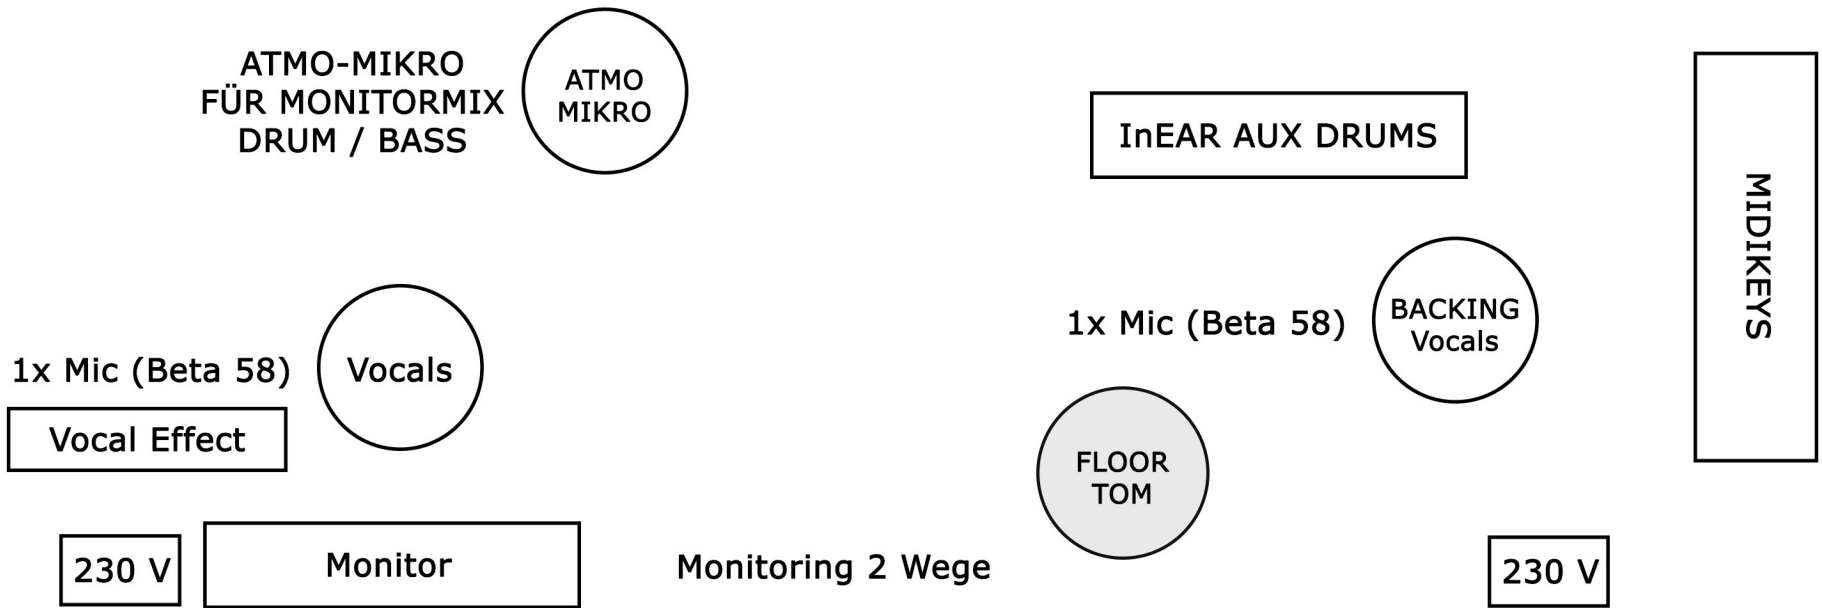 ATMO-MIKRO
FÜR MONITORMIX
DRUM / BASS
ATMO
MIKRO
InEAR AUX DRUMS
MIDIKEYS
1x Mic (Beta 58)
BACKING
Vocals
1x Mic (Beta 58)
Vocals
Vocal Effect
FLOOR
TOM
230 V
Monitor
Monitoring 2 Wege
230 V